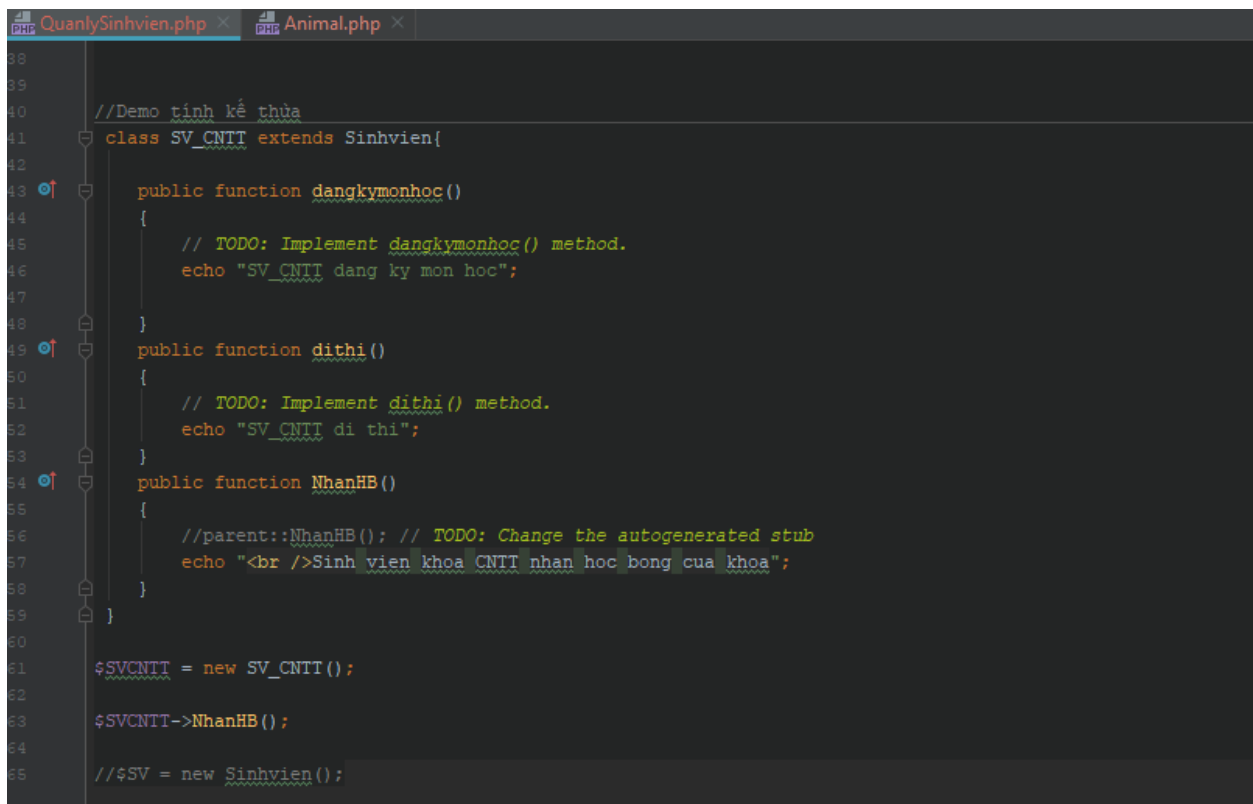 QuanlySinhvien.php × Animal.php ×
38
39
40 //Demo tính kế thừa
41 class SV_CNTT extends Sinhvien{
42
43 public function dangkymonhoc()
44 {
45 // TODO: Implement dangkymonhoc() method.
46 echo "SV_CNTT dang ky mon hoc";
47
48 }
49 public function dithi()
50 {
51 // TODO: Implement dithi() method.
52 echo "SV_CNTT di thi";
53 }
54 public function NhanHB()
55 {
56 //parent::NhanHB(); // TODO: Change the autogenerated stub
57 echo "<br />Sinh vien khoa CNTT nhan hoc bong cua khoa";
58 }
59 }
60
61 $SVCNTT = new SV_CNTT();
62
63 $SVCNTT->NhanHB();
64
65 //$SV = new Sinhvien();